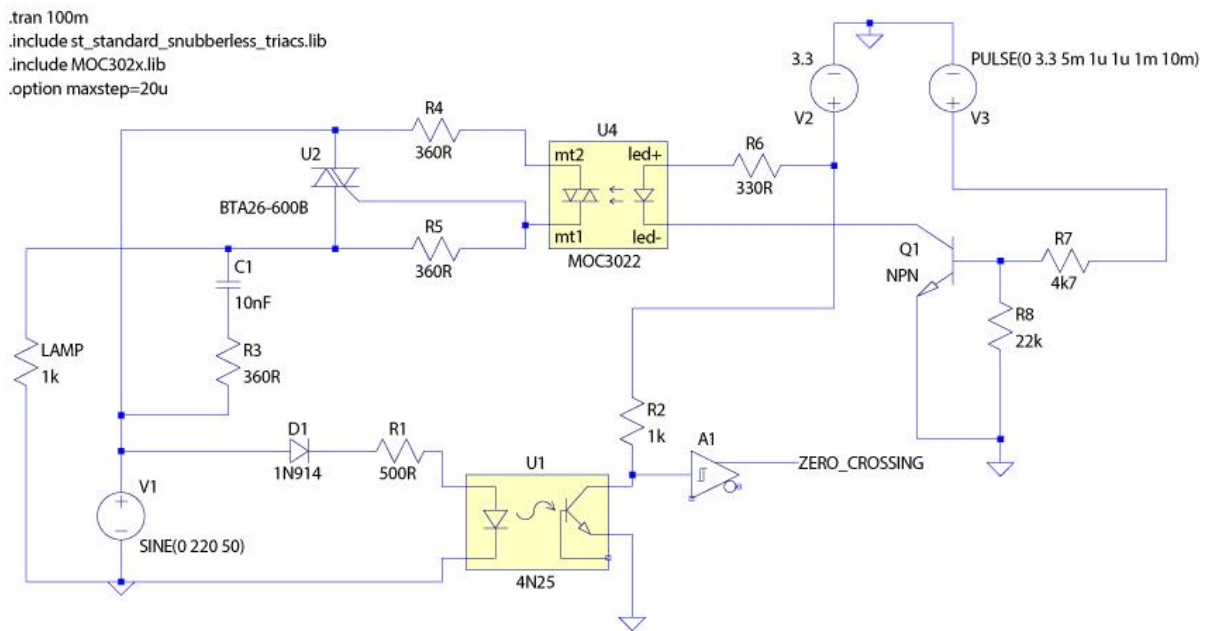 .tran 100m
.include st_standard_snubberless_triacs.lib
.include MOC302x.lib
.option maxstep=20u
3.3
V2
PULSE(0 3.3 5m 1u 1u 1m 10m)
V3
R4
360R
U4
mt2
led+
mt1
led-
MOC3022
R6
330R
U2
BTA26-600B
R5
360R
Q1
NPN
R7
4k7
R8
22k
C1
10nF
R3
360R
LAMP
1k
D1
1N914
R1
500R
R2
1k
A1
ZERO_CROSSING
U1
4N25
V1
SINE(0 220 50)